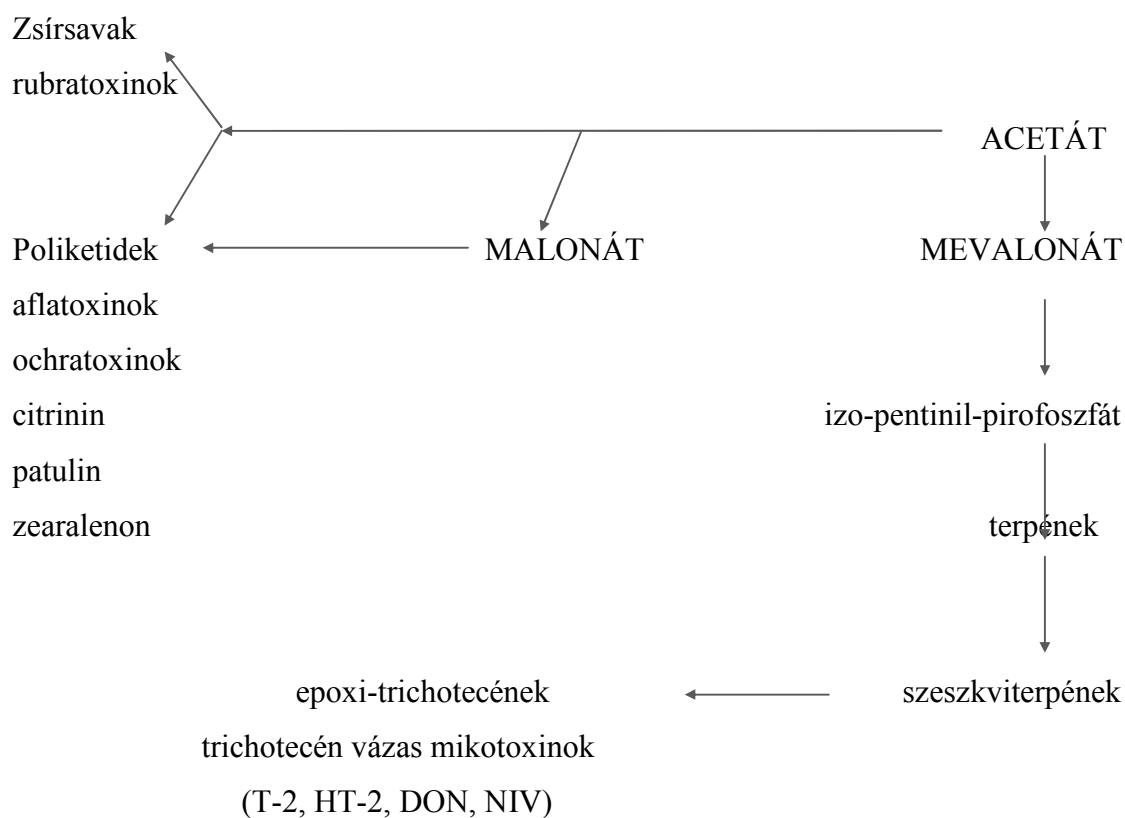 Zsírsavak
rubratoxinok
ACETÁT
Poliketidek MALONÁT MEVALONÁT
aflatoxinok
ochratoxinok
citrinin izo-pentinil-pirofoszfát
patulin
zearalenon terpének
epoxi-trichotecének szeszkviterpének
trichotecén vázas mikotoxinok
(T-2, HT-2, DON, NIV)